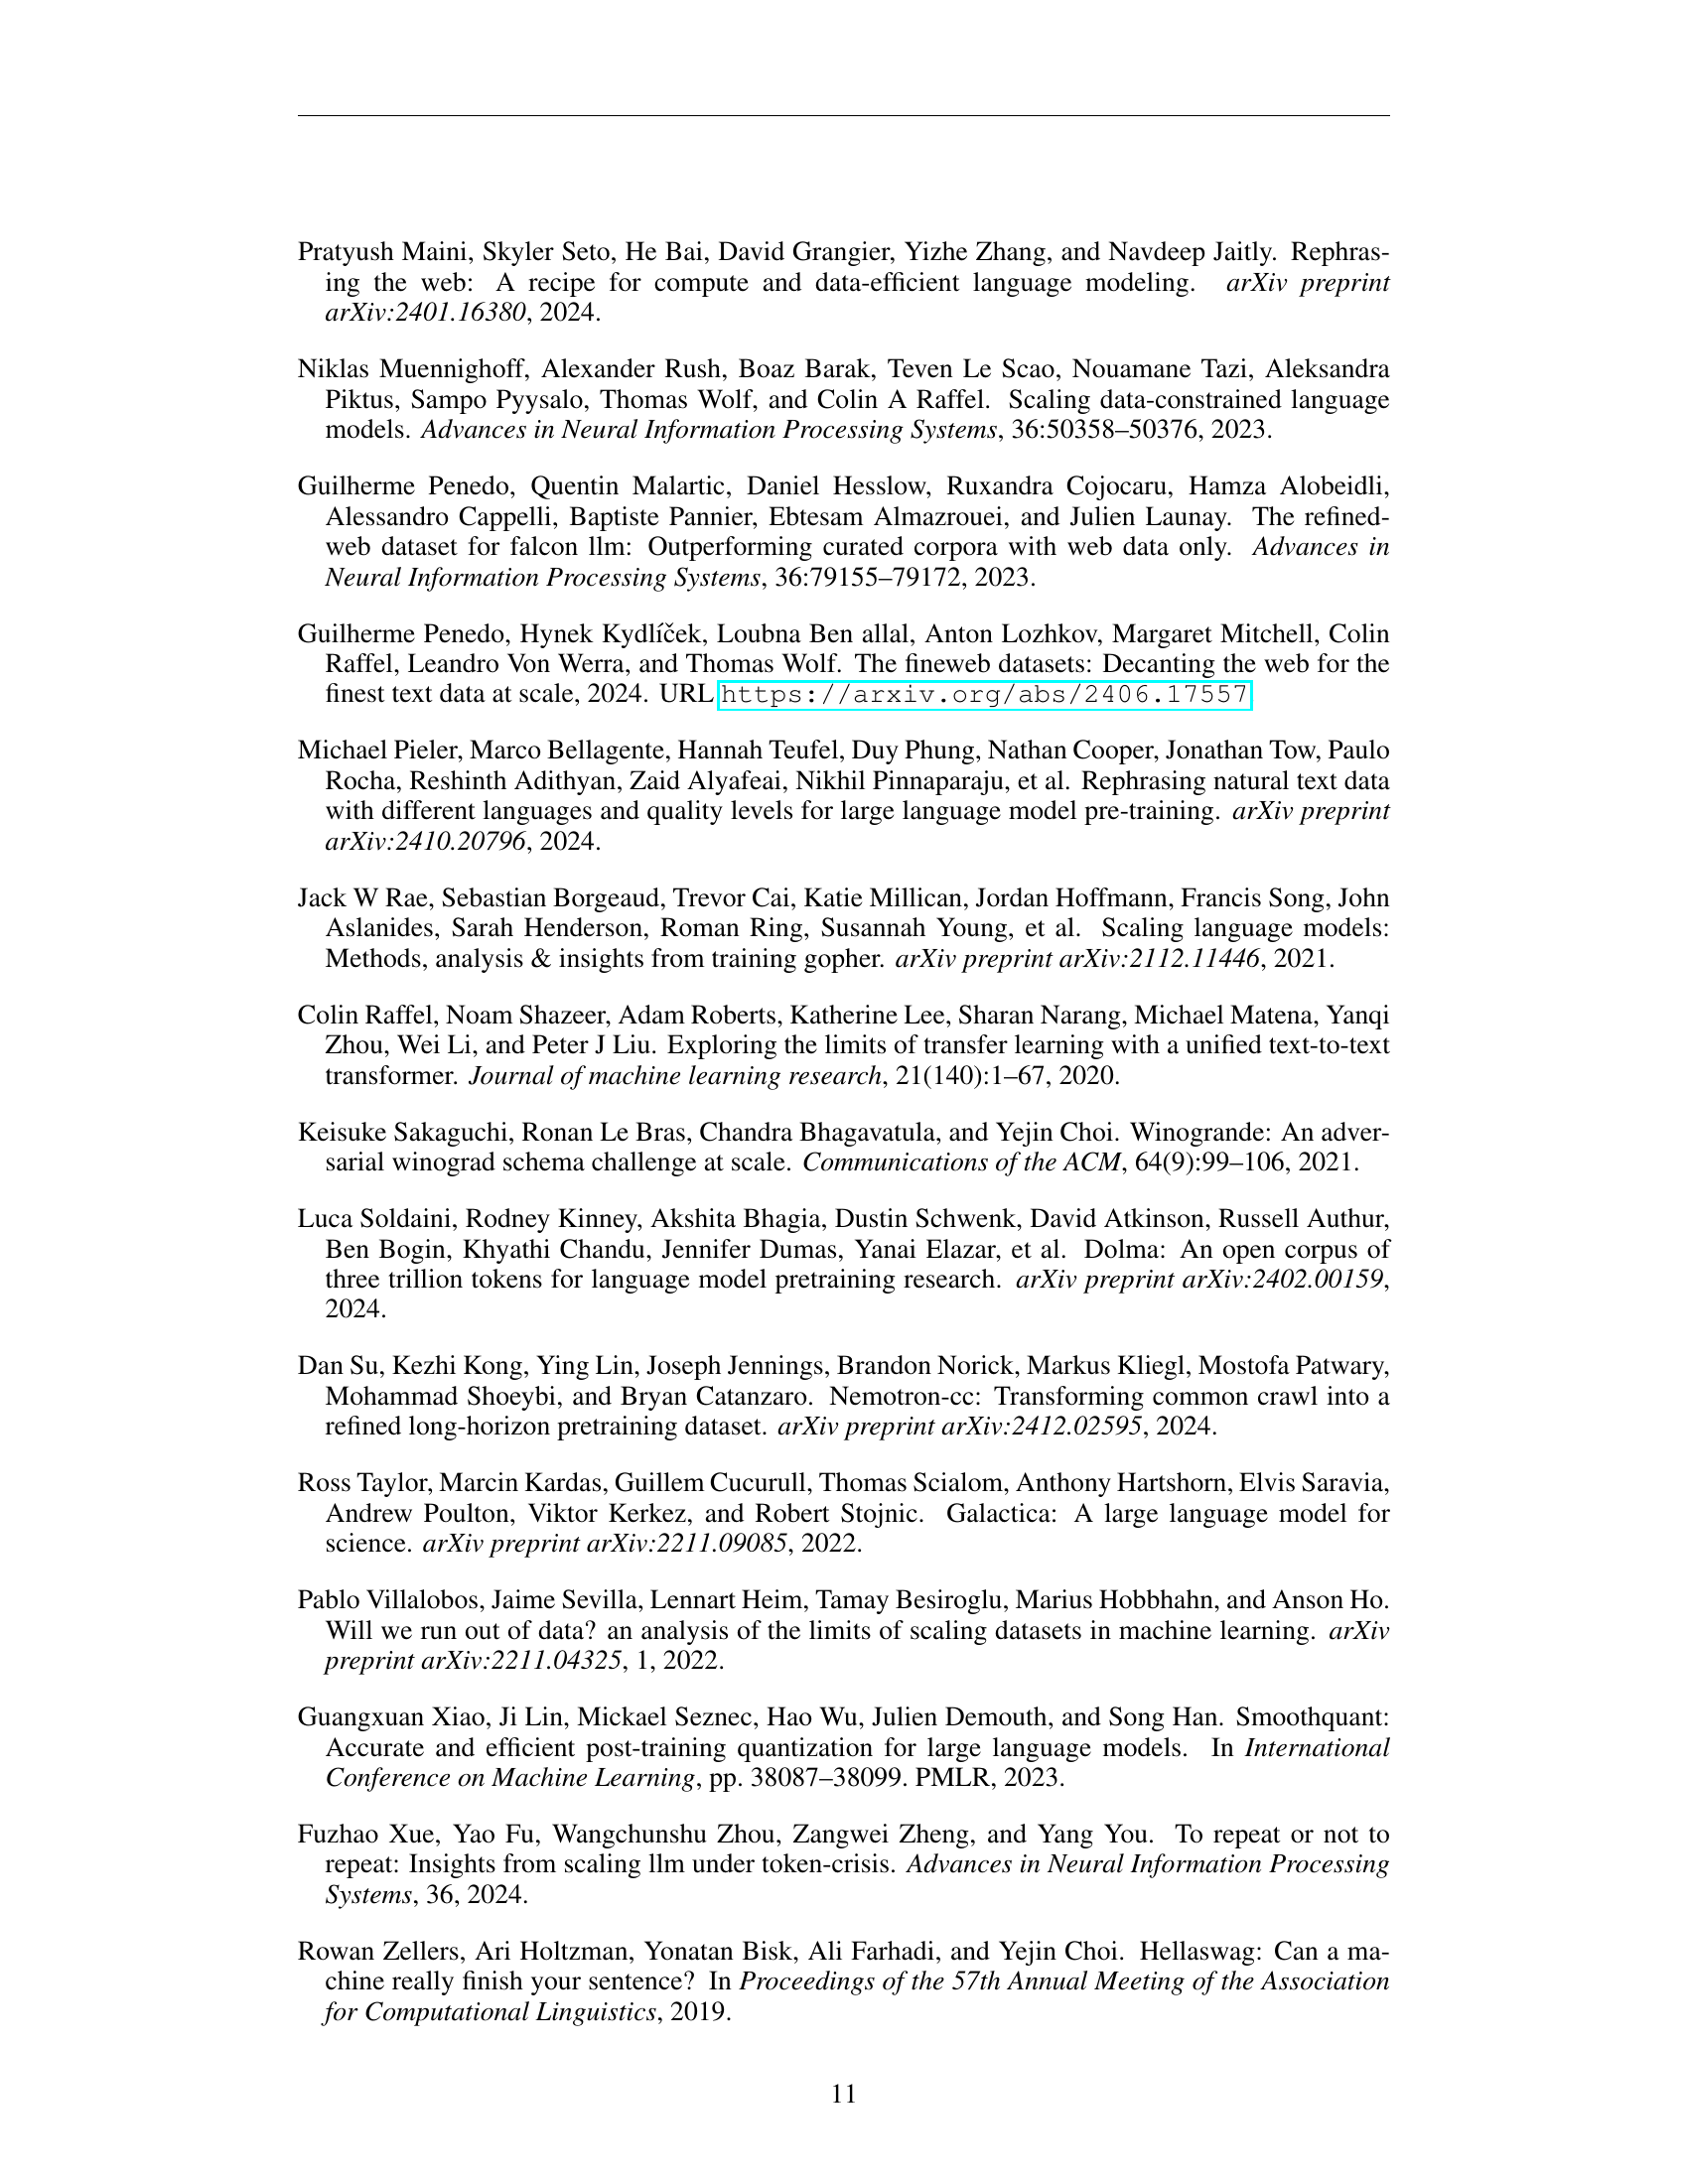 Pratyush Maini, Skyler Seto, He Bai, David Grangier, Yizhe Zhang, and Navdeep Jaitly. Rephras-
ing the web: A recipe for compute and data-efficient language modeling. arXiv preprint
arXiv:2401.16380, 2024.
Niklas Muennighoff, Alexander Rush, Boaz Barak, Teven Le Scao, Nouamane Tazi, Aleksandra
Piktus, Sampo Pyysalo, Thomas Wolf, and Colin A Raffel. Scaling data-constrained language
models. Advances in Neural Information Processing Systems, 36:50358–50376, 2023.
Guilherme Penedo, Quentin Malartic, Daniel Hesslow, Ruxandra Cojocaru, Hamza Alobeidli,
Alessandro Cappelli, Baptiste Pannier, Ebtesam Almazrouei, and Julien Launay. The refined-
web dataset for falcon llm: Outperforming curated corpora with web data only. Advances in
Neural Information Processing Systems, 36:79155–79172, 2023.
Guilherme Penedo, Hynek Kydlíček, Loubna Ben allal, Anton Lozhkov, Margaret Mitchell, Colin
Raffel, Leandro Von Werra, and Thomas Wolf. The fineweb datasets: Decanting the web for the
finest text data at scale, 2024. URL https://arxiv.org/abs/2406.17557
Michael Pieler, Marco Bellagente, Hannah Teufel, Duy Phung, Nathan Cooper, Jonathan Tow, Paulo
Rocha, Reshinth Adithyan, Zaid Alyafeai, Nikhil Pinnaparaju, et al. Rephrasing natural text data
with different languages and quality levels for large language model pre-training. arXiv preprint
arXiv:2410.20796, 2024.
Jack W Rae, Sebastian Borgeaud, Trevor Cai, Katie Millican, Jordan Hoffmann, Francis Song, John
Aslanides, Sarah Henderson, Roman Ring, Susannah Young, et al. Scaling language models:
Methods, analysis & insights from training gopher. arXiv preprint arXiv:2112.11446, 2021.
Colin Raffel, Noam Shazeer, Adam Roberts, Katherine Lee, Sharan Narang, Michael Matena, Yanqi
Zhou, Wei Li, and Peter J Liu. Exploring the limits of transfer learning with a unified text-to-text
transformer. Journal of machine learning research, 21(140):1–67, 2020.
Keisuke Sakaguchi, Ronan Le Bras, Chandra Bhagavatula, and Yejin Choi. Winogrande: An adver-
sarial winograd schema challenge at scale. Communications of the ACM, 64(9):99–106, 2021.
Luca Soldaini, Rodney Kinney, Akshita Bhagia, Dustin Schwenk, David Atkinson, Russell Authur,
Ben Bogin, Khyathi Chandu, Jennifer Dumas, Yanai Elazar, et al. Dolma: An open corpus of
three trillion tokens for language model pretraining research. arXiv preprint arXiv:2402.00159,
2024.
Dan Su, Kezhi Kong, Ying Lin, Joseph Jennings, Brandon Norick, Markus Kliegl, Mostofa Patwary,
Mohammad Shoeybi, and Bryan Catanzaro. Nemotron-cc: Transforming common crawl into a
refined long-horizon pretraining dataset. arXiv preprint arXiv:2412.02595, 2024.
Ross Taylor, Marcin Kardas, Guillem Cucurull, Thomas Scialom, Anthony Hartshorn, Elvis Saravia,
Andrew Poulton, Viktor Kerkez, and Robert Stojnic. Galactica: A large language model for
science. arXiv preprint arXiv:2211.09085, 2022.
Pablo Villalobos, Jaime Sevilla, Lennart Heim, Tamay Besiroglu, Marius Hobbhahn, and Anson Ho.
Will we run out of data? an analysis of the limits of scaling datasets in machine learning. arXiv
preprint arXiv:2211.04325, 1, 2022.
Guangxuan Xiao, Ji Lin, Mickael Seznec, Hao Wu, Julien Demouth, and Song Han. Smoothquant:
Accurate and efficient post-training quantization for large language models. In International
Conference on Machine Learning, pp. 38087–38099. PMLR, 2023.
Fuzhao Xue, Yao Fu, Wangchunshu Zhou, Zangwei Zheng, and Yang You. To repeat or not to
repeat: Insights from scaling llm under token-crisis. Advances in Neural Information Processing
Systems, 36, 2024.
Rowan Zellers, Ari Holtzman, Yonatan Bisk, Ali Farhadi, and Yejin Choi. Hellaswag: Can a ma-
chine really finish your sentence? In Proceedings of the 57th Annual Meeting of the Association
for Computational Linguistics, 2019.
11